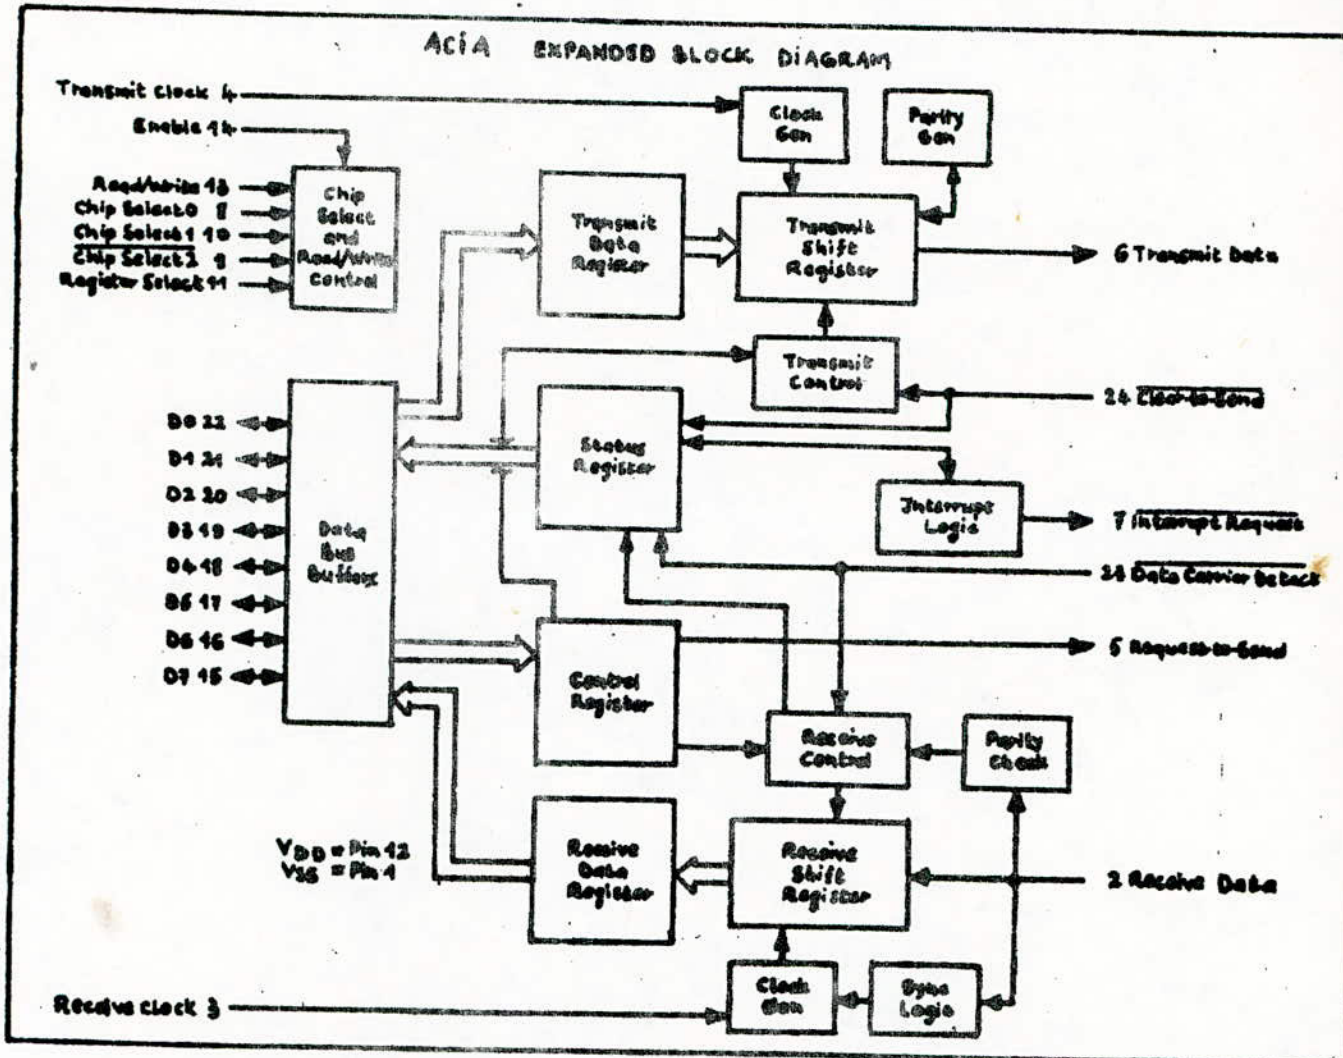 ACIA EXPANDED BLOCK DIAGRAM
Transmit Clock 4
Enable 14
Read/Write 13
Chip Select 0 8
Chip Select 1 10
Chip Select 2 9
Register Select 11
Chip
Select
and
Read/Write
Control
Clock
Gen
Parity
Gen
Transmit
Data
Register
Transmit
Shift
Register
6 Transmit Data
Transmit
Control
24 Clear-to-Send
Status
Register
Interrupt
Logic
7 Interrupt Request
23 Data Carrier Detect
D0 22
D1 21
D2 20
D3 19
D4 18
D5 17
D6 16
D7 15
Data
Bus
Buffers
5 Request-to-Send
Control
Register
Receive
Control
Parity
Check
VDD = Pin 12
VSS = Pin 1
Receive
Data
Register
Receive
Shift
Register
2 Receive Data
Clock
Gen
Sync
Logic
Receive Clock 3